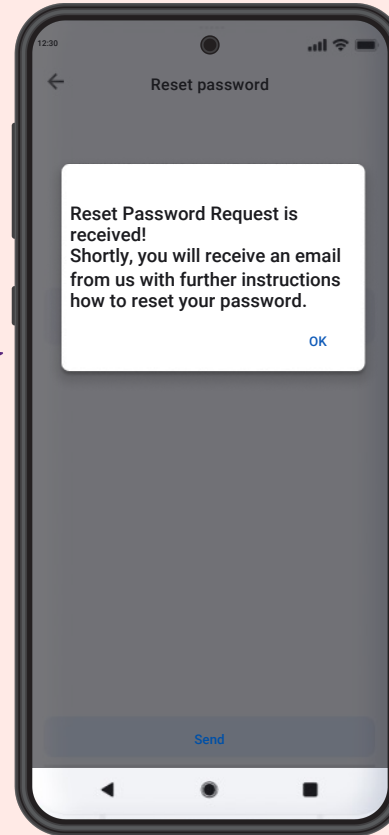 12:30
Reset password
Reset Password Request is
received!
Shortly, you will receive an email
from us with further instructions
how to reset your password.
OK
Send